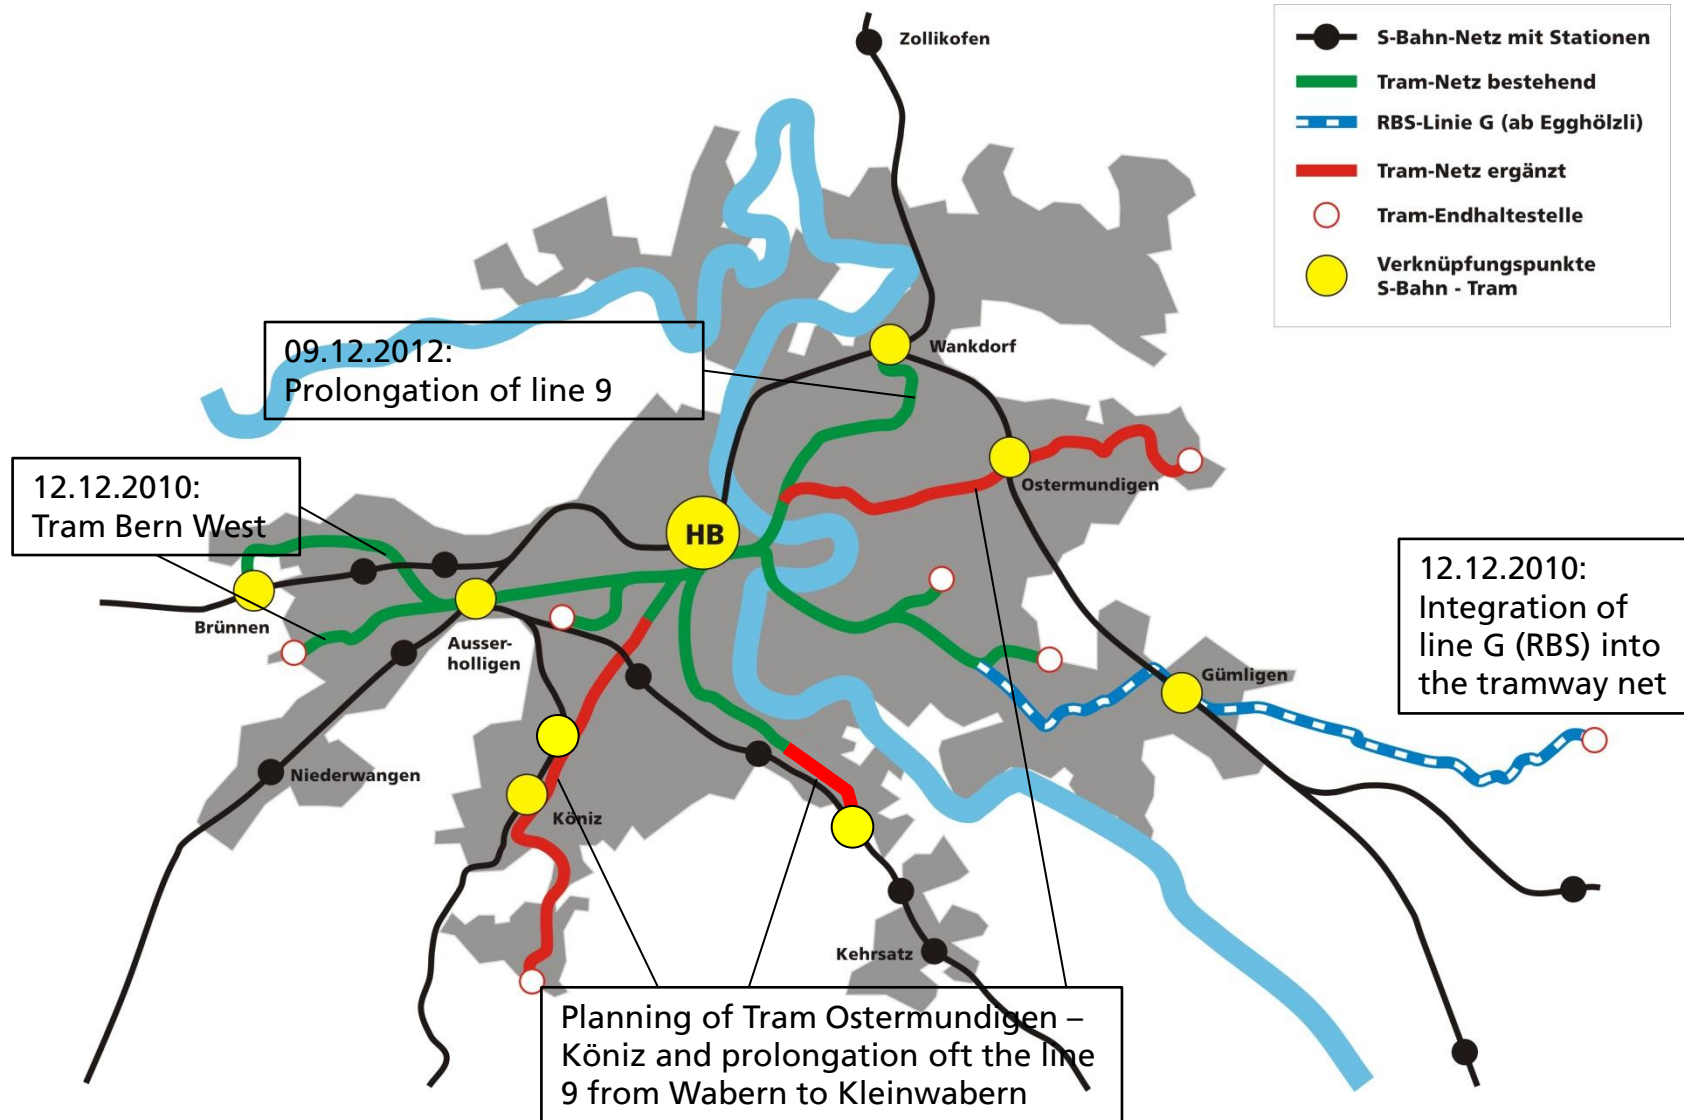 Zollikofen
S-Bahn-Netz mit Stationen
Tram-Netz bestehend
RBS-Linie G (ab Egghölzli)
Tram-Netz ergänzt
Tram-Endhaltestelle
Verknüpfungspunkte
S-Bahn - Tram
09.12.2012:
Prolongation of line 9
Wankdorf
12.12.2010:
Tram Bern West
Ostermundigen
HB
12.12.2010:
Integration of
line G (RBS) into
the tramway net
Brünnen
Ausser-
holligen
Gümligen
Niederwangen
Köniz
Kehrsatz
Planning of Tram Ostermundigen –
Köniz and prolongation oft the line
9 from Wabern to Kleinwabern